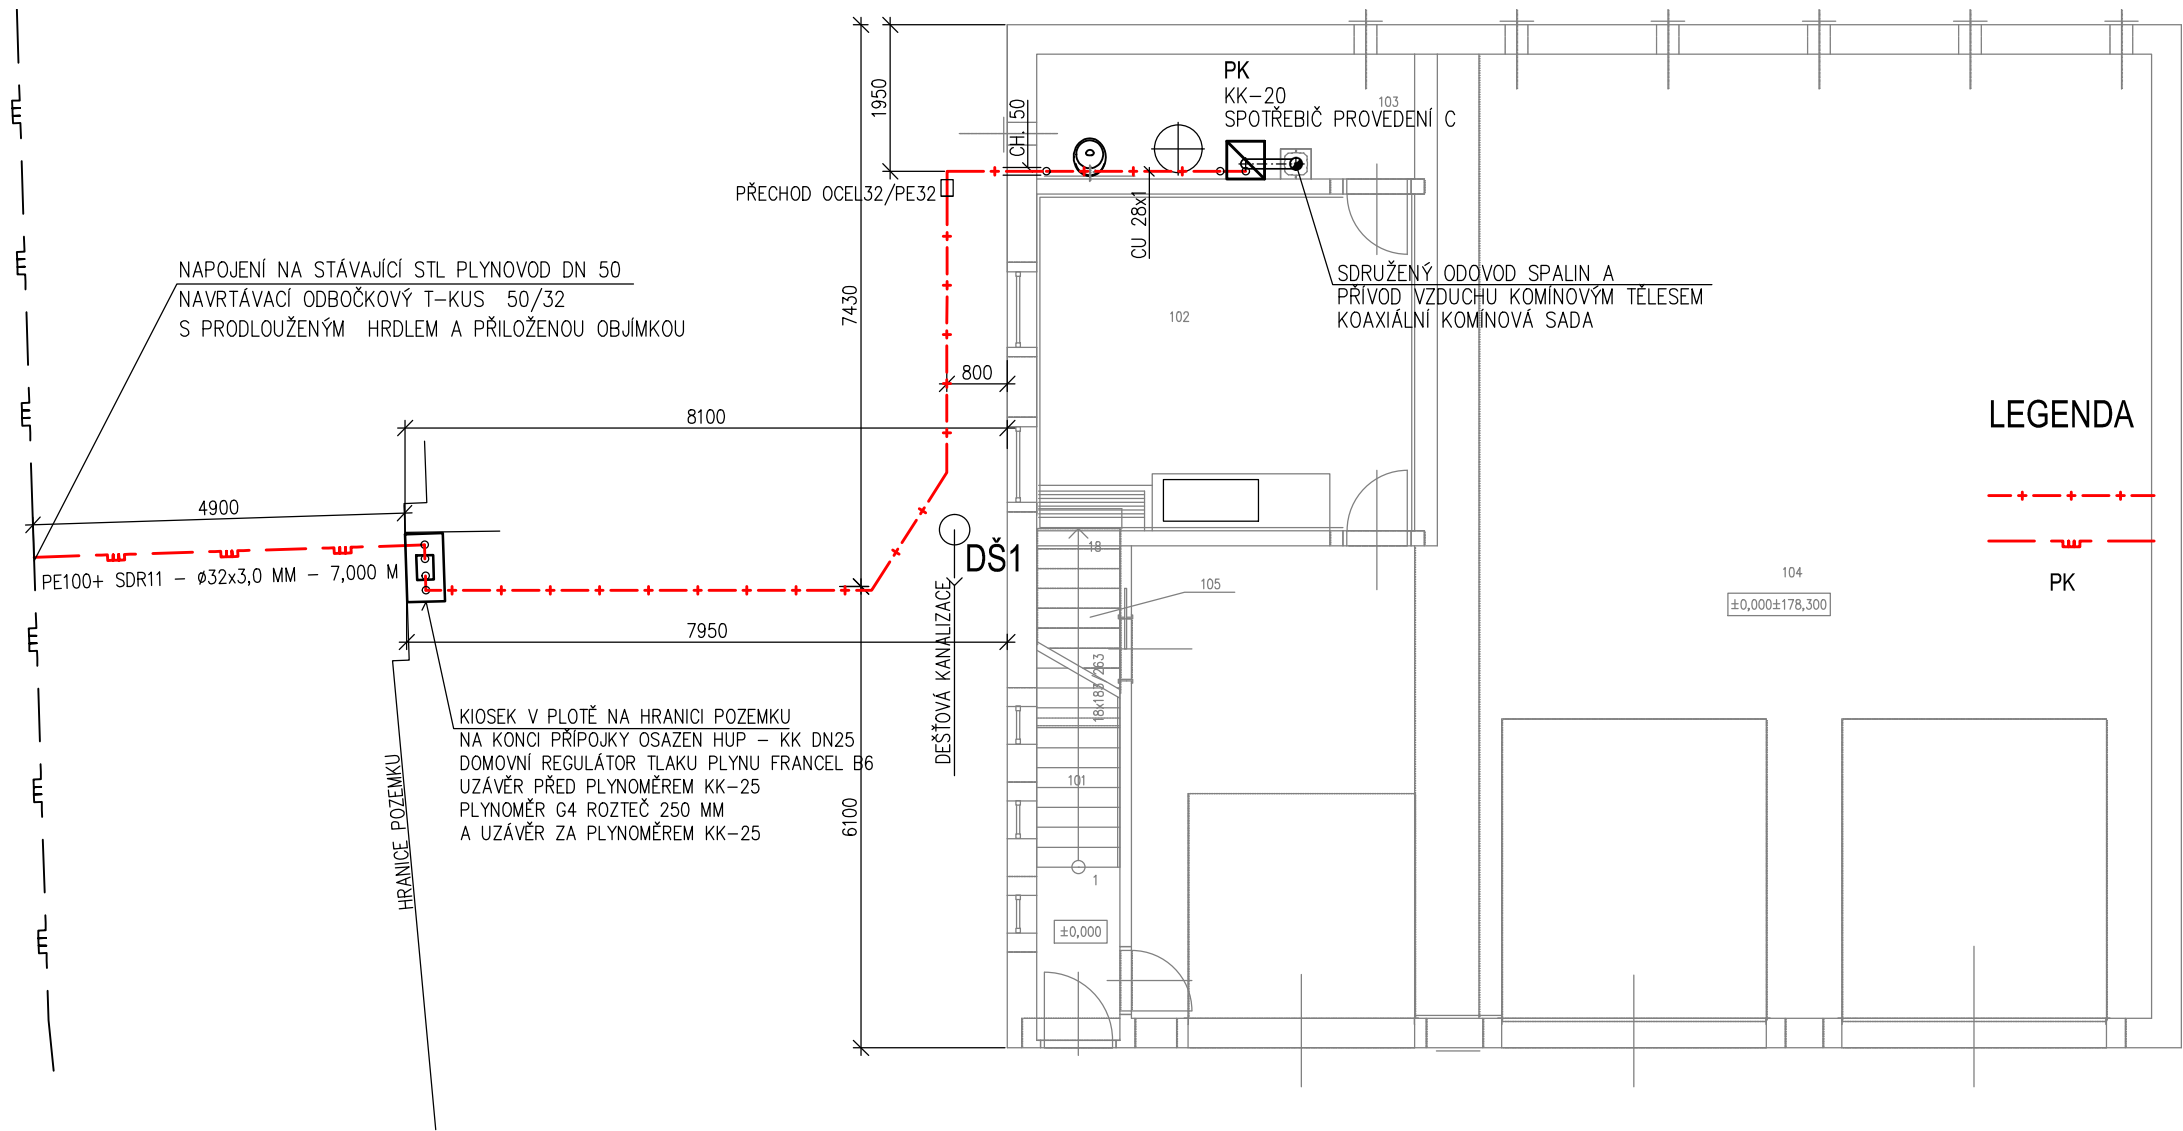 1950
CH. 50
PK
KK-20
SPOTŘEBIČ PROVEDENÍ C
103
PŘECHOD OCEL32/PE32
CU 28x1
NAPOJENÍ NA STÁVAJÍCÍ STL PLYNOVOD DN 50
NAVRTÁVACÍ ODBOČKOVÝ T-KUS 50/32
S PRODLOUŽENÝM HRDLEM A PŘILOŽENOU OBJÍMKOU
SDRUŽENÝ ODOVOD SPALIN A
PŘÍVOD VZDUCHU KOMÍNOVÝM TĚLESEM
KOAXIÁLNÍ KOMÍNOVÁ SADA
7430
102
800
8100
LEGENDA
4900
PE100+ SDR11 - ø32x3,0 MM - 7,000 M
DŠ1
18
105
104
±0,000±178,300
PK
7950
DEŠŤOVÁ KANALIZACE
18x183/263
KIOSEK V PLOTĚ NA HRANICI POZEMKU
NA KONCI PŘÍPOJKY OSAZEN HUP - KK DN25
DOMOVNÍ REGULÁTOR TLAKU PLYNU FRANCEL B6
UZÁVĚR PŘED PLYNOMĚREM KK-25
PLYNOMĚR G4 ROZTEČ 250 MM
A UZÁVĚR ZA PLYNOMĚREM KK-25
HRANICE POZEMKU
6100
101
1
±0,000